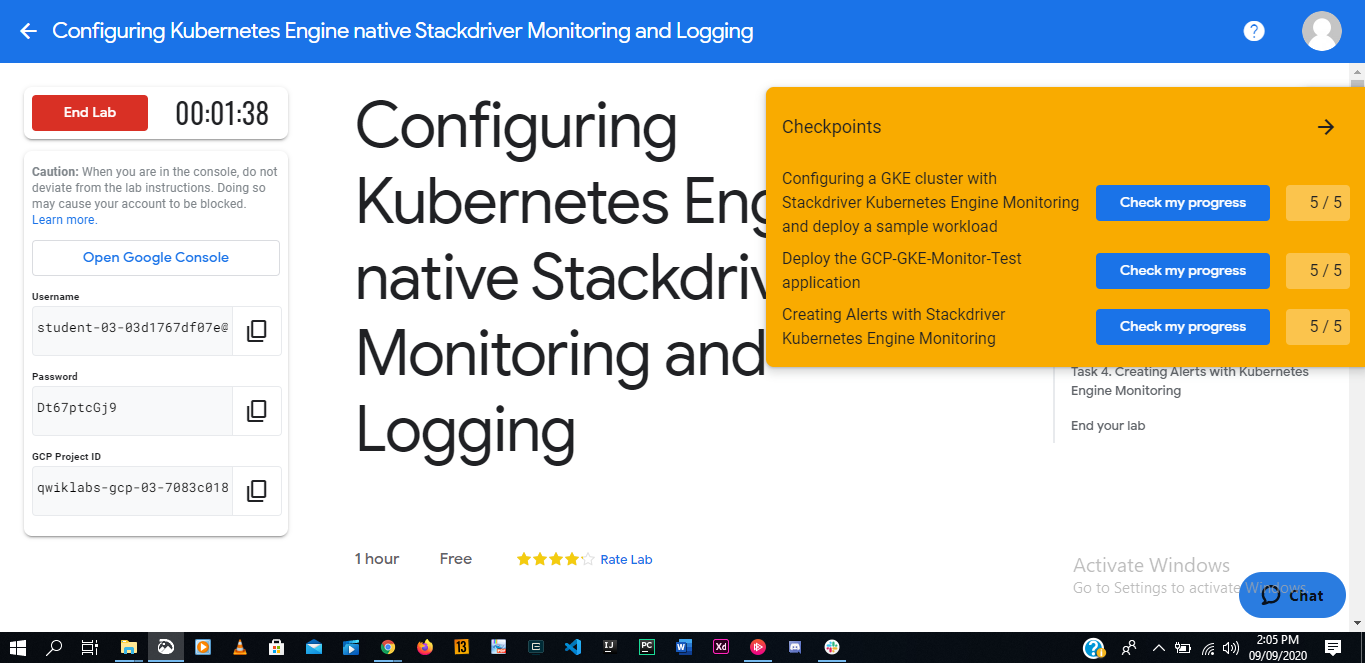 Configuring Kubernetes Engine native Stackdriver Monitoring and Logging
?
End Lab
00:01:38
Caution: When you are in the console, do not
deviate from the lab instructions. Doing so
may cause your account to be blocked.
Learn more.
Open Google Console
Username
student-03-03d1767df07e@
Password
Dt67ptcGj9
GCP Project ID
qwiklabs-gcp-03-7083c018
Configuring
Kubernetes Eng
native Stackdriv
Monitoring and
Logging
1 hour
Free
Rate Lab
Checkpoints
Configuring a GKE cluster with
Stackdriver Kubernetes Engine Monitoring
and deploy a sample workload
Check my progress
5 / 5
Deploy the GCP-GKE-Monitor-Test
application
Check my progress
5 / 5
Creating Alerts with Stackdriver
Kubernetes Engine Monitoring
Check my progress
5 / 5
Task 4. Creating Alerts with Kubernetes
Engine Monitoring
End your lab
Activate Windows
Go to Settings to activate Windows.
Chat
13
IJ
PC
W
Xd
?
2:05 PM
09/09/2020